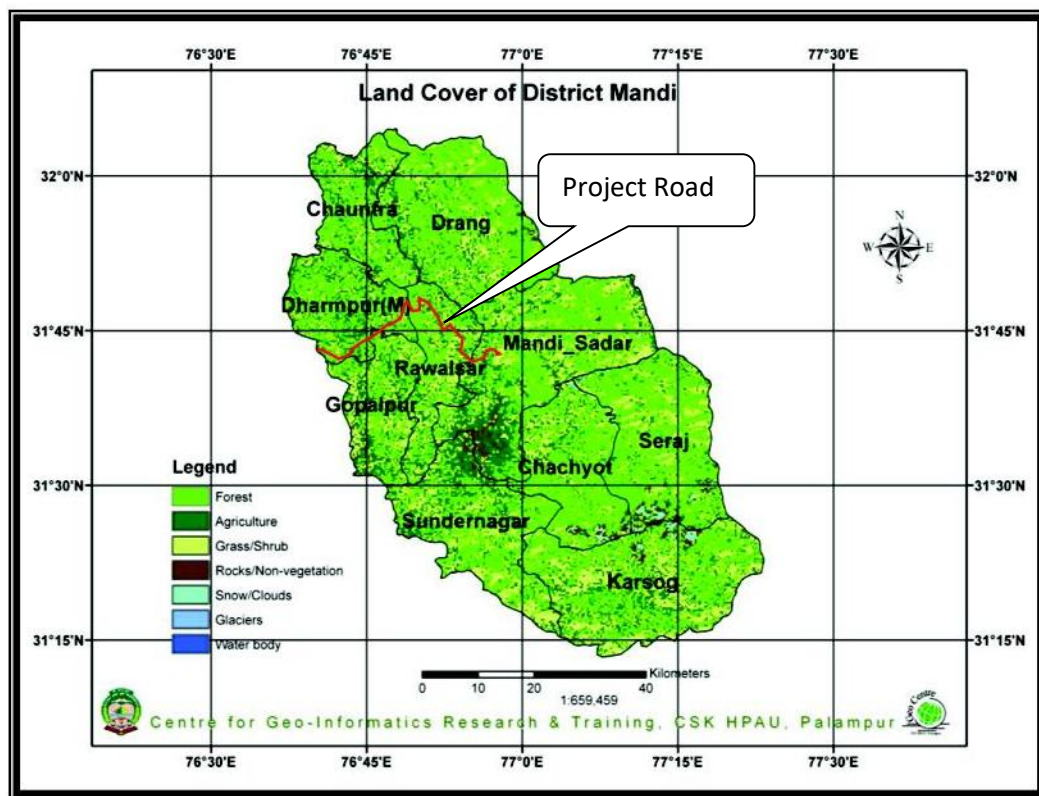 76°30'E 76°45'E 77°0'E 77°15'E 77°30'E
Land Cover of District Mandi
Project Road
32°0'N 32°0'N
Chauntra
Drang
N
W E
S
Dharmpur(M)
31°45'N 31°45'N
Mandi_Sadar
Rawalsar
Gopalpur
Seraj
Chachyot
Legend
31°30'N 31°30'N
Forest
Sundernagar
Agriculture
Grass/Shrub
Rocks/Non-vegetation
Karsog
Snow/Clouds
Glaciers
31°15'N 31°15'N
Water body
Kilometers
0 10 20 40
1:659,459
Centre for Geo-Informatics Research & Training, CSK HPAU, Palampur
Geo Centre
76°30'E 76°45'E 77°0'E 77°15'E 77°30'E